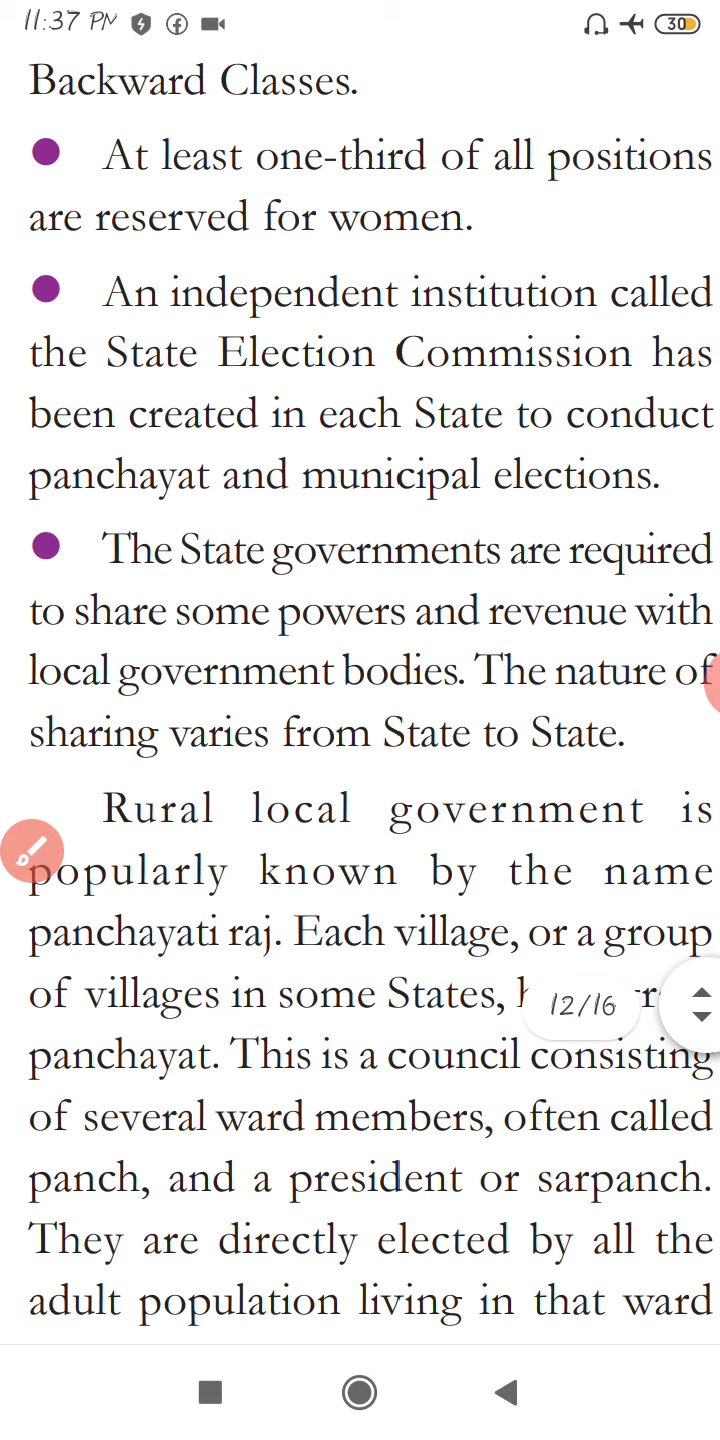 11:37 PM
30
Backward Classes.
● At least one-third of all positions
are reserved for women.
● An independent institution called
the State Election Commission has
been created in each State to conduct
panchayat and municipal elections.
● The State governments are required
to share some powers and revenue with
local government bodies. The nature of
sharing varies from State to State.
Rural local government is
popularly known by the name
panchayati raj. Each village, or a group
of villages in some States,
12/16
panchayat. This is a council consisting
of several ward members, often called
panch, and a president or sarpanch.
They are directly elected by all the
adult population living in that ward